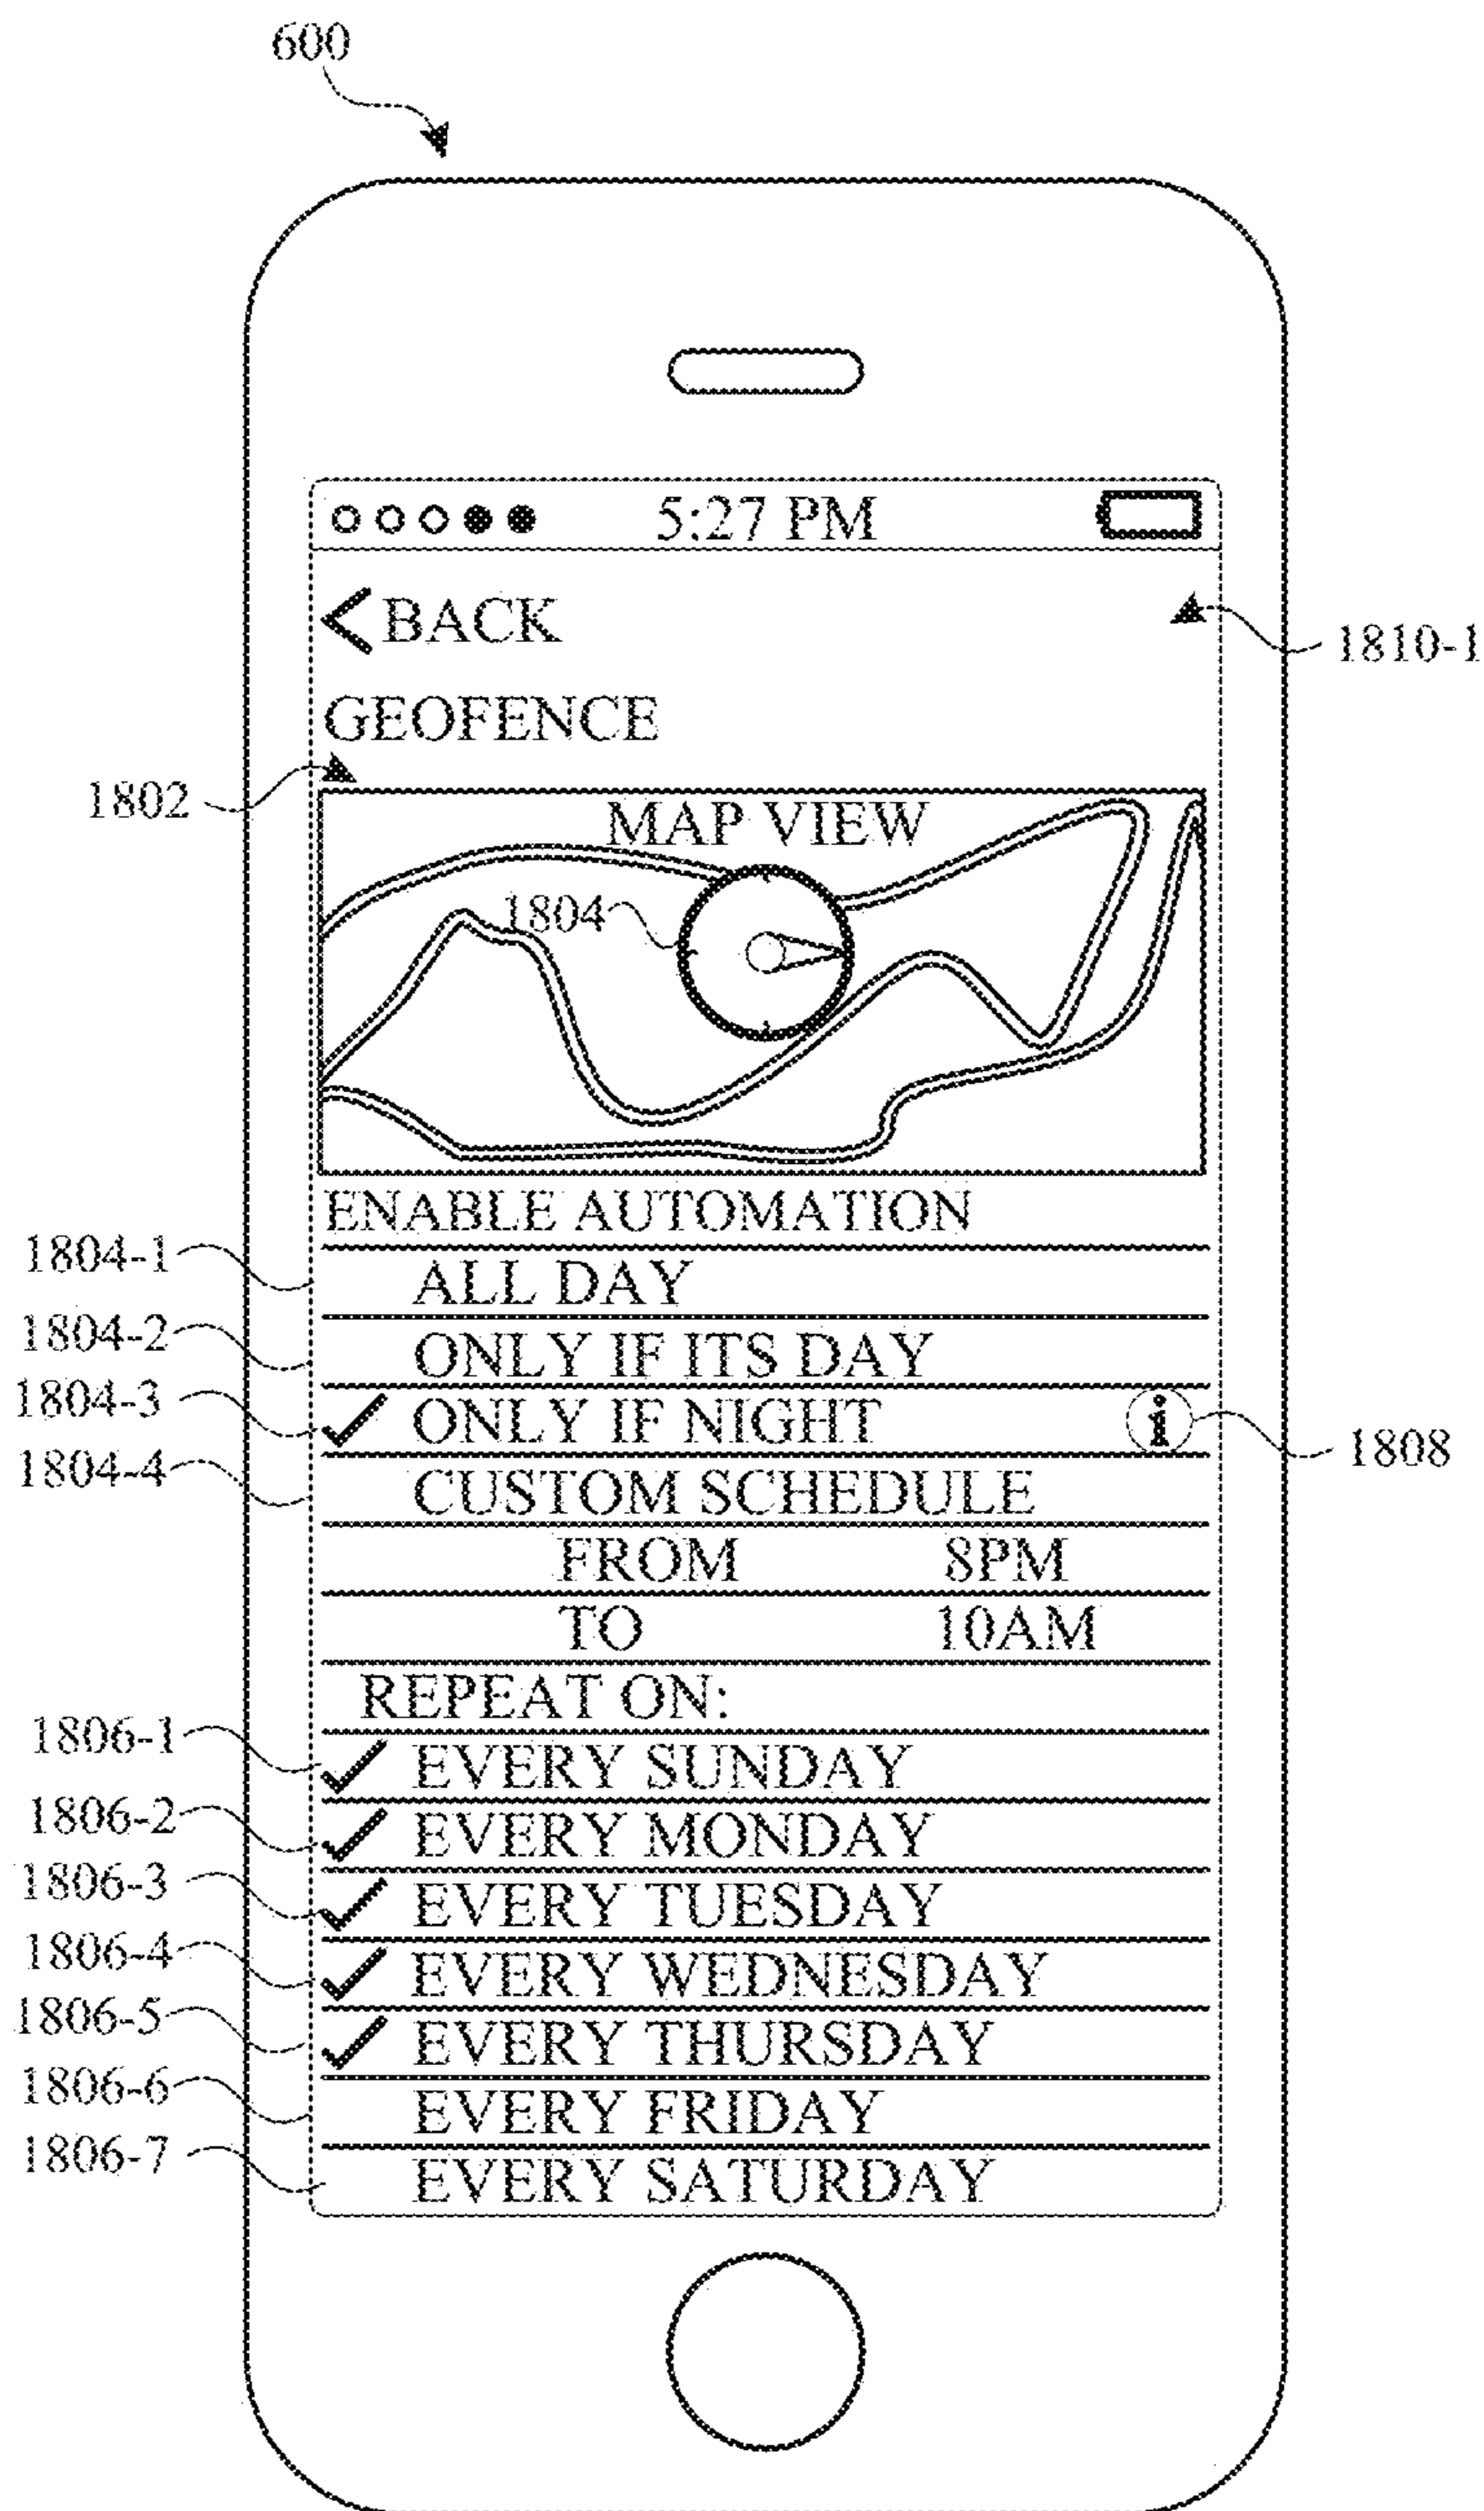 600
5:27 PM
BACK
1810-1
GEOFENCE
1802
MAP VIEW
1804
ENABLE AUTOMATION
1804-1
ALL DAY
1804-2
ONLY IF ITS DAY
1804-3
ONLY IF NIGHT
i
1808
1804-4
CUSTOM SCHEDULE
FROM 8PM
TO 10AM
REPEAT ON:
1806-1
EVERY SUNDAY
1806-2
EVERY MONDAY
1806-3
EVERY TUESDAY
1806-4
EVERY WEDNESDAY
1806-5
EVERY THURSDAY
1806-6
EVERY FRIDAY
1806-7
EVERY SATURDAY